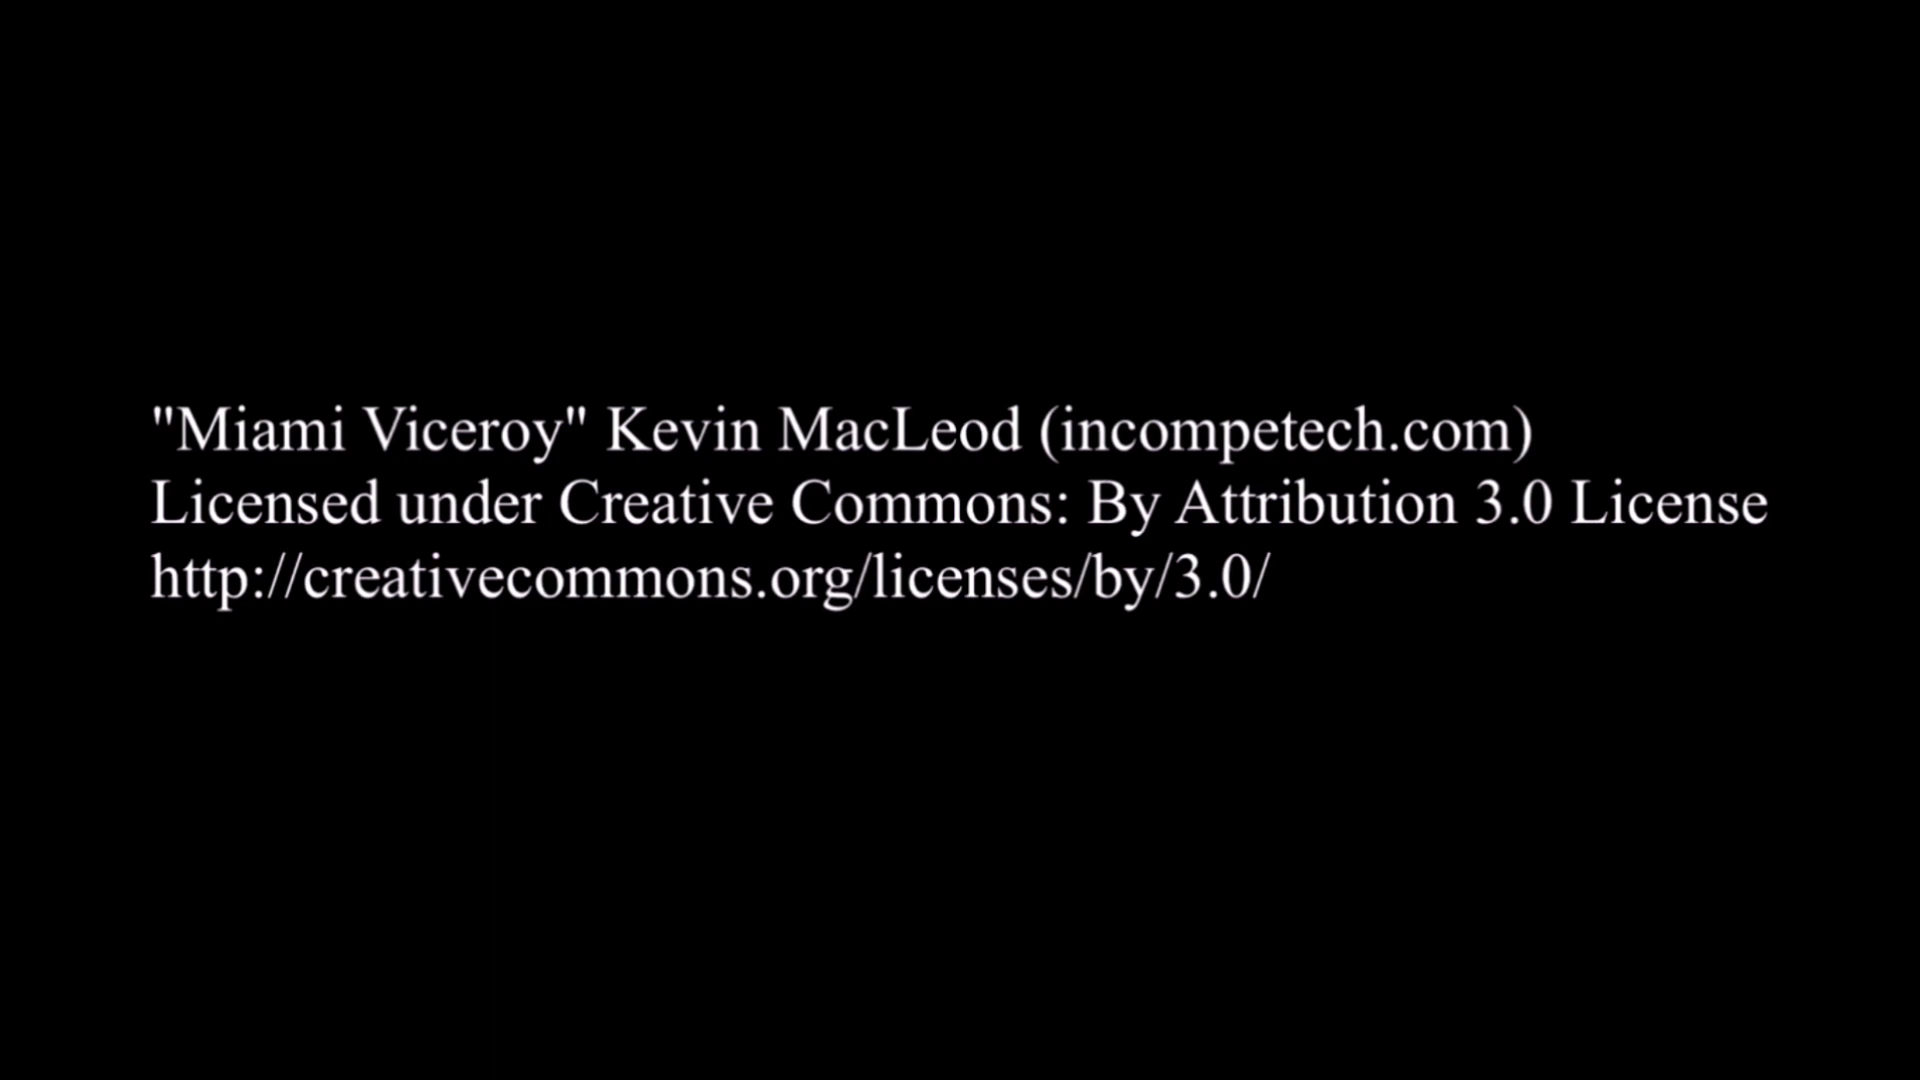 "Miami Viceroy" Kevin MacLeod (incompetech.com)
Licensed under Creative Commons: By Attribution 3.0 License
http://creativecommons.org/licenses/by/3.0/